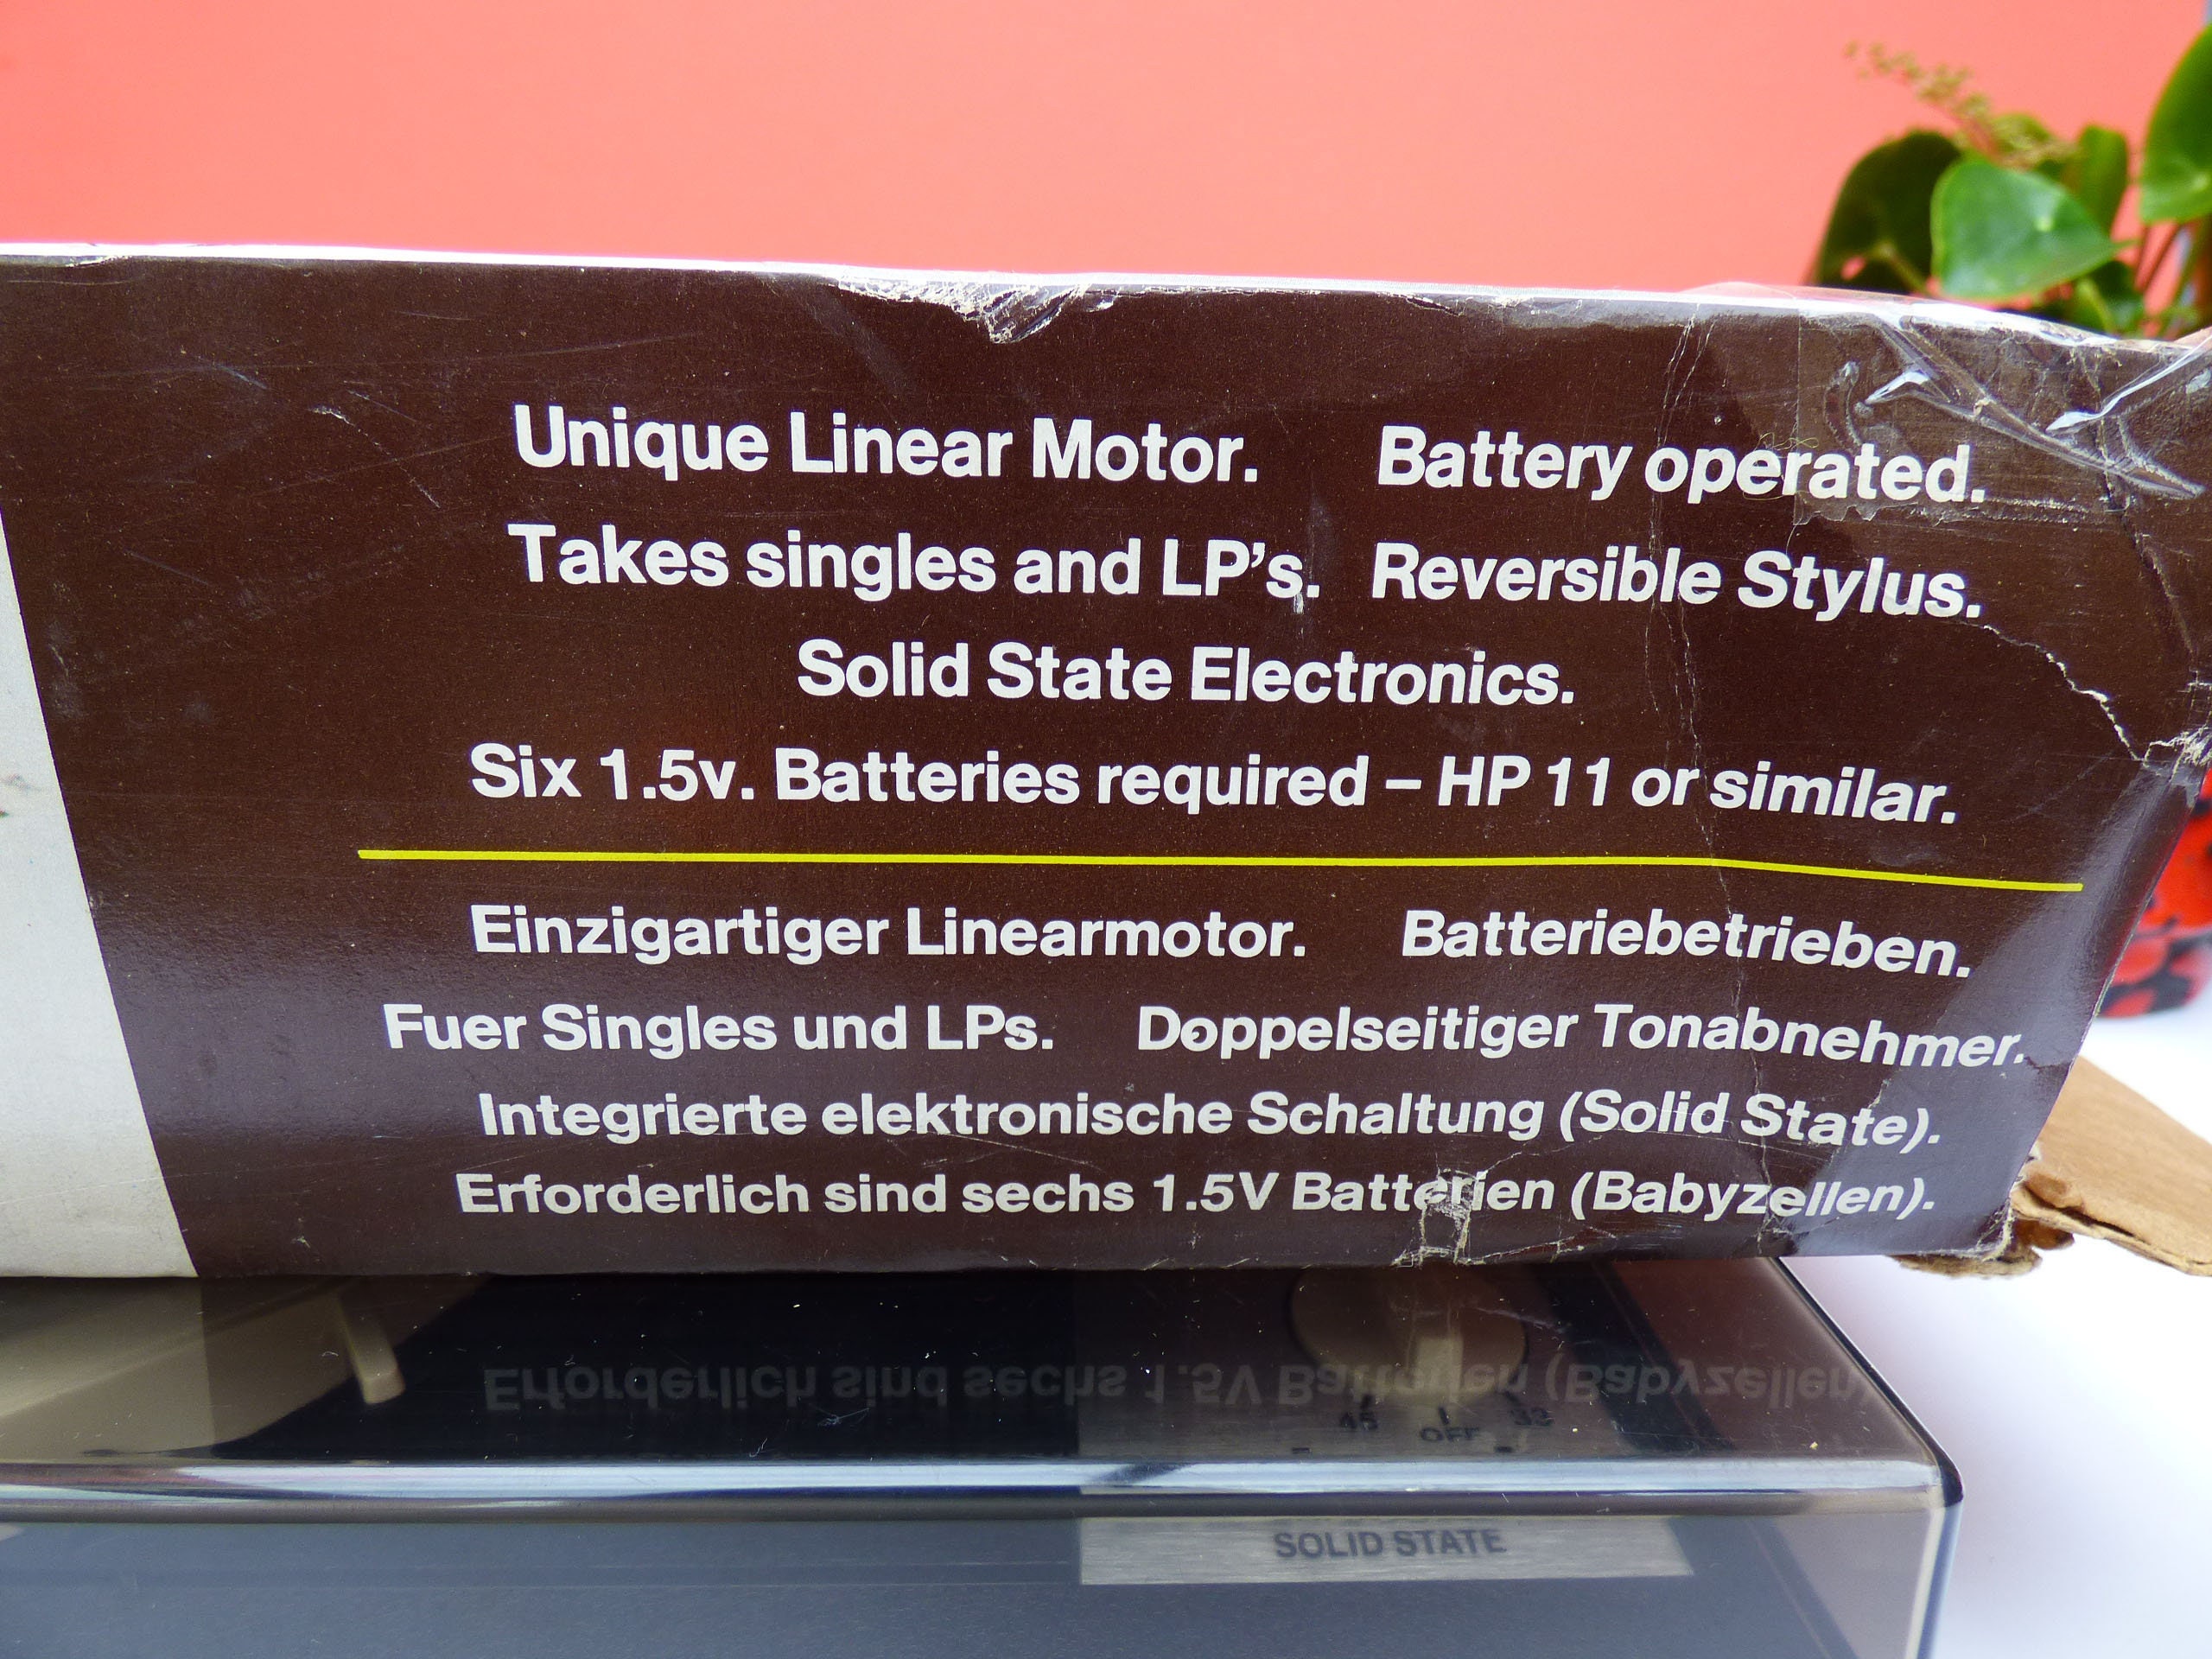 Unique Linear Motor. Battery operated.
Takes singles and LP's. Reversible Stylus.
Solid State Electronics.
Six 1.5v. Batteries required – HP 11 or similar.
Einzigartiger Linearmotor. Batteriebetrieben.
Fuer Singles und LPs. Doppelseitiger Tonabnehmer.
Integrierte elektronische Schaltung (Solid State).
Erforderlich sind sechs 1.5V Batterien (Babyzellen).
45 OFF 33
SOLID STATE